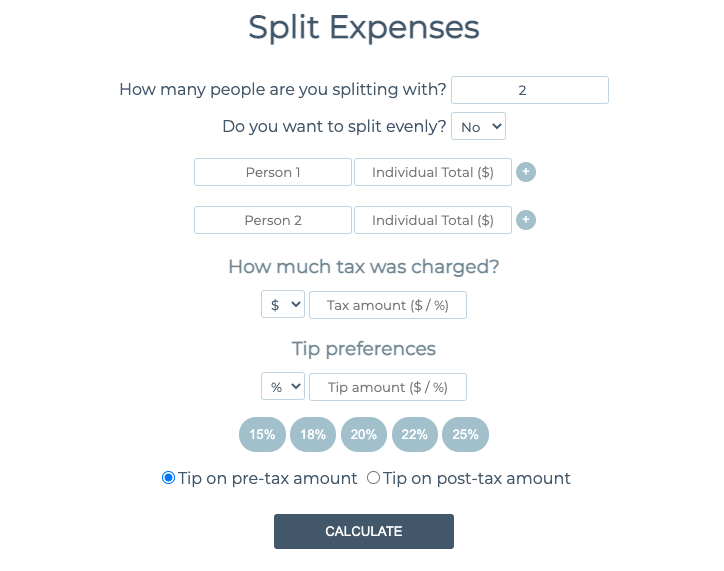 Split Expenses
How many people are you splitting with? 2
Do you want to split evenly? No
Person 1 Individual Total ($) +
Person 2 Individual Total ($) +
How much tax was charged?
$ Tax amount ($ / %)
Tip preferences
% Tip amount ($ / %)
15% 18% 20% 22% 25%
Tip on pre-tax amount Tip on post-tax amount
CALCULATE